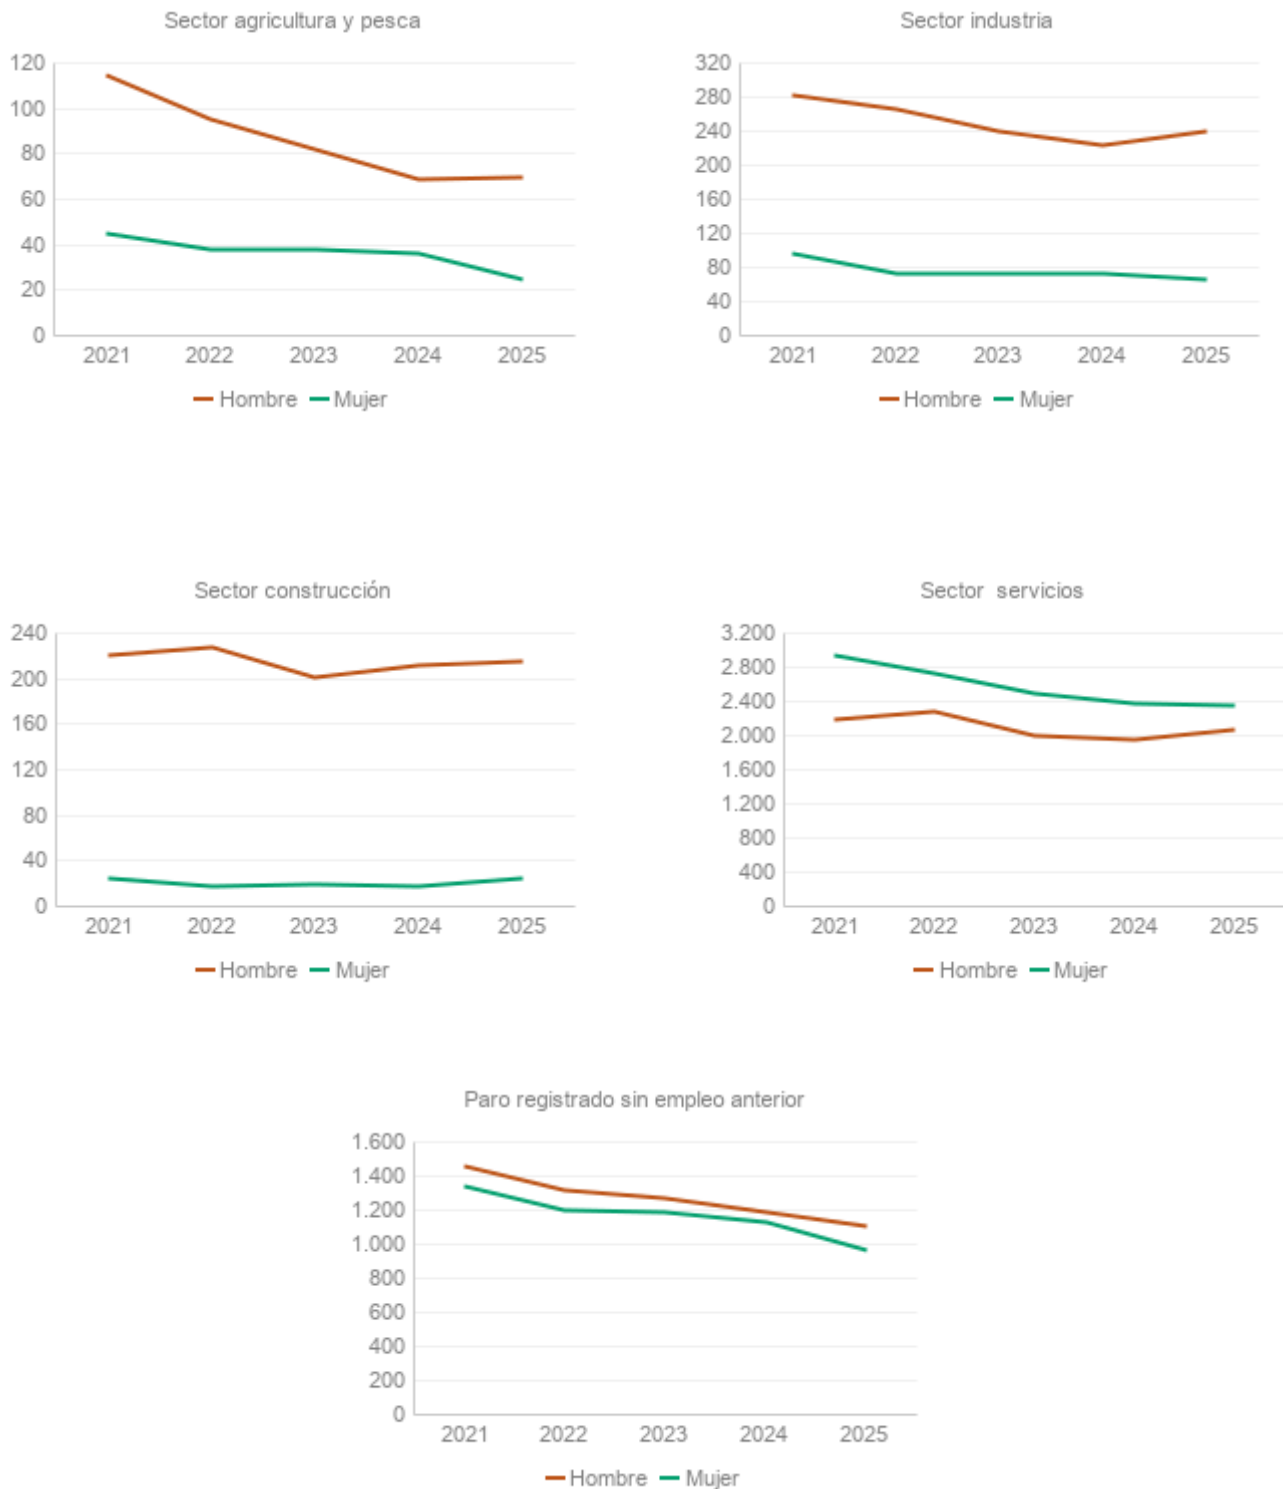 Sector agricultura y pesca
120
100
80
60
40
20
0
2021 2022 2023 2024 2025
Hombre Mujer
Sector industria
320
280
240
200
160
120
80
40
0
2021 2022 2023 2024 2025
Hombre Mujer
Sector construcción
240
200
160
120
80
40
0
2021 2022 2023 2024 2025
Hombre Mujer
Sector servicios
3.200
2.800
2.400
2.000
1.600
1.200
800
400
0
2021 2022 2023 2024 2025
Hombre Mujer
Paro registrado sin empleo anterior
1.600
1.400
1.200
1.000
800
600
400
200
0
2021 2022 2023 2024 2025
Hombre Mujer